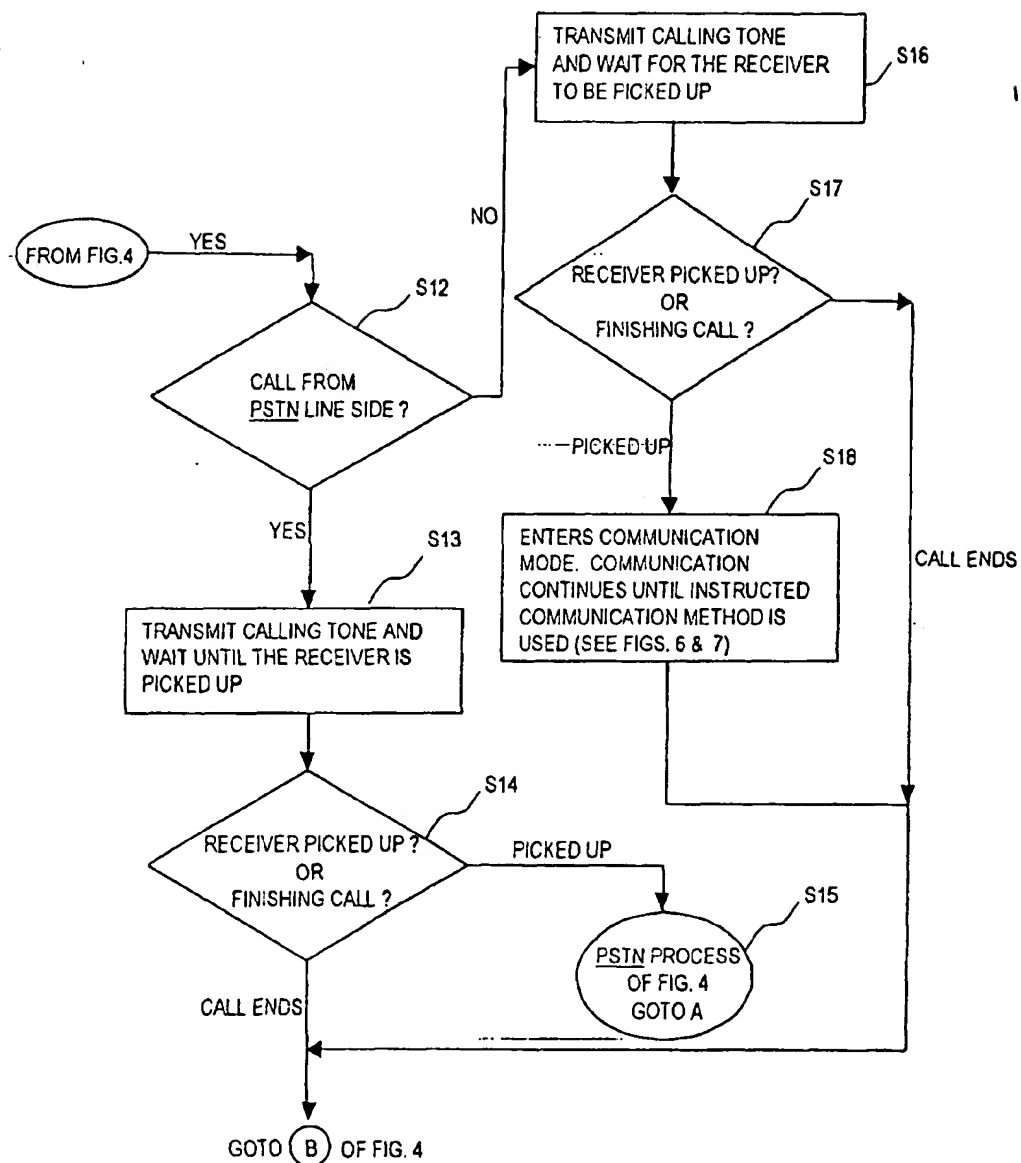 FROM FIG.4
YES
S12
CALL FROM
PSTN LINE SIDE ?
NO
YES
S13
TRANSMIT CALLING TONE AND
WAIT UNTIL THE RECEIVER IS
PICKED UP
S14
RECEIVER PICKED UP ?
OR
FINISHING CALL ?
PICKED UP
S15
PSTN PROCESS
OF FIG. 4
GOTO A
CALL ENDS
GOTO B OF FIG. 4
TRANSMIT CALLING TONE
AND WAIT FOR THE RECEIVER
TO BE PICKED UP
S16
S17
RECEIVER PICKED UP?
OR
FINISHING CALL ?
PICKED UP
S18
ENTERS COMMUNICATION
MODE. COMMUNICATION
CONTINUES UNTIL INSTRUCTED
COMMUNICATION METHOD IS
USED (SEE FIGS. 6 & 7)
CALL ENDS